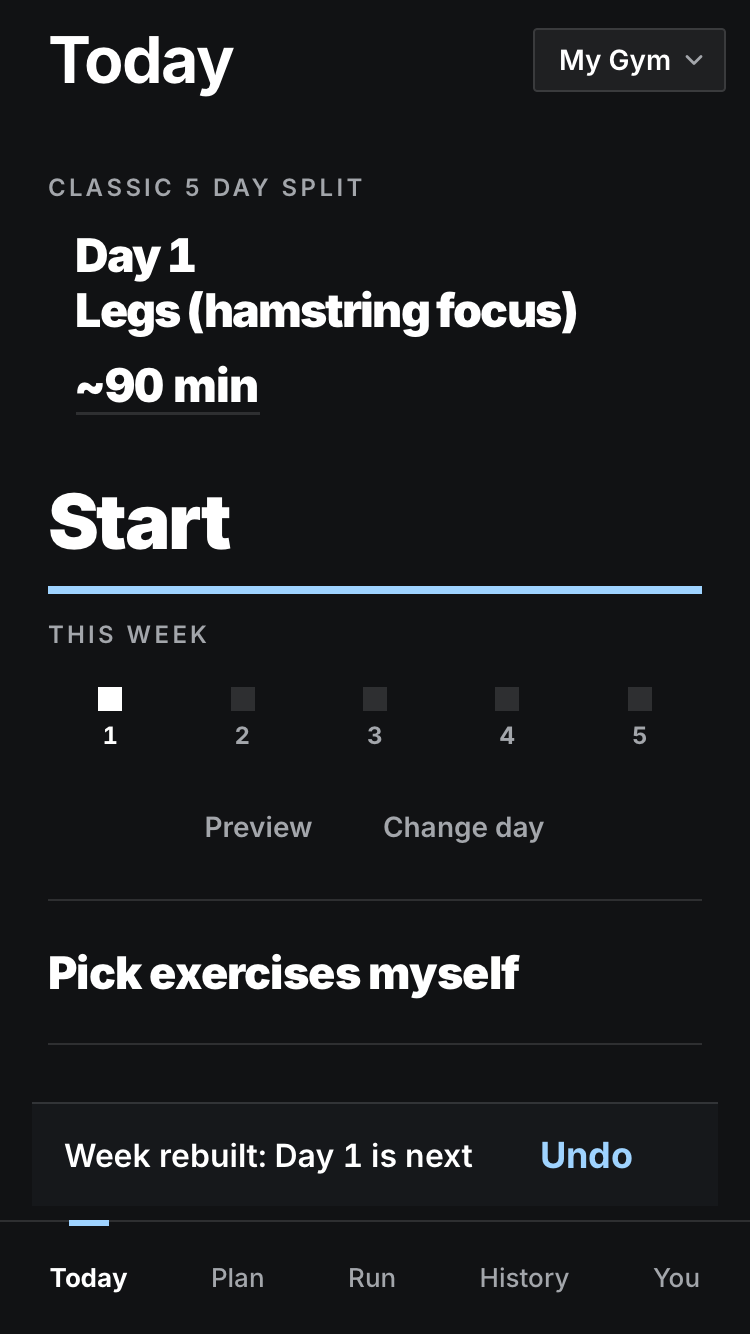 Today
My Gym
CLASSIC 5 DAY SPLIT
Day 1
Legs (hamstring focus)
~90 min
Start
THIS WEEK
1 2 3 4 5
Preview Change day
Pick exercises myself
Week rebuilt: Day 1 is next Undo
Today Plan Run History You